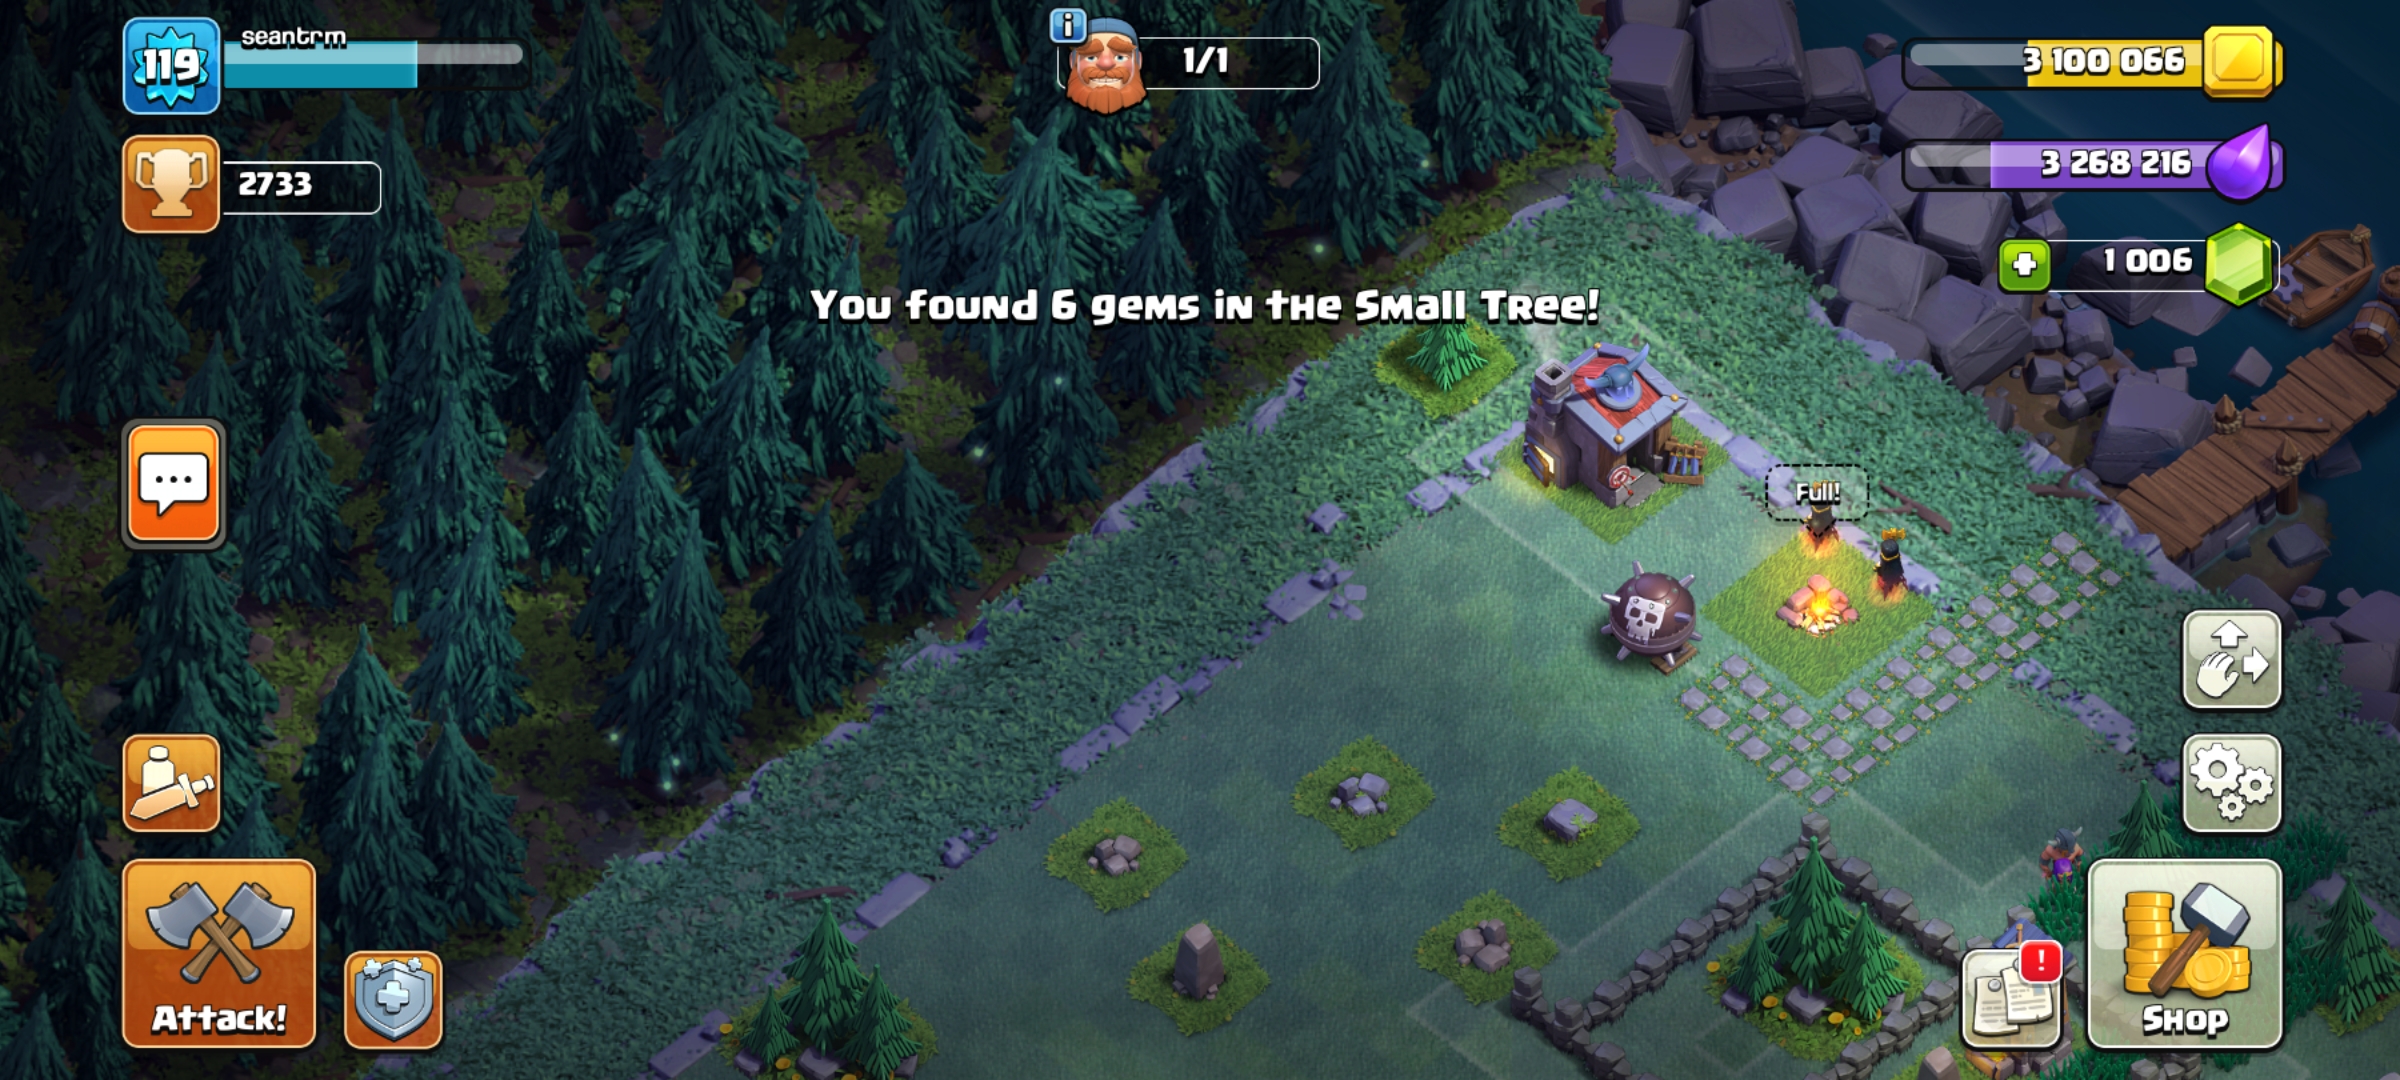 119
seantrm
1/1
3 100 066
2733
3 268 216
1 006
You found 6 gems in the Small Tree!
Full!
Attack!
!
Shop